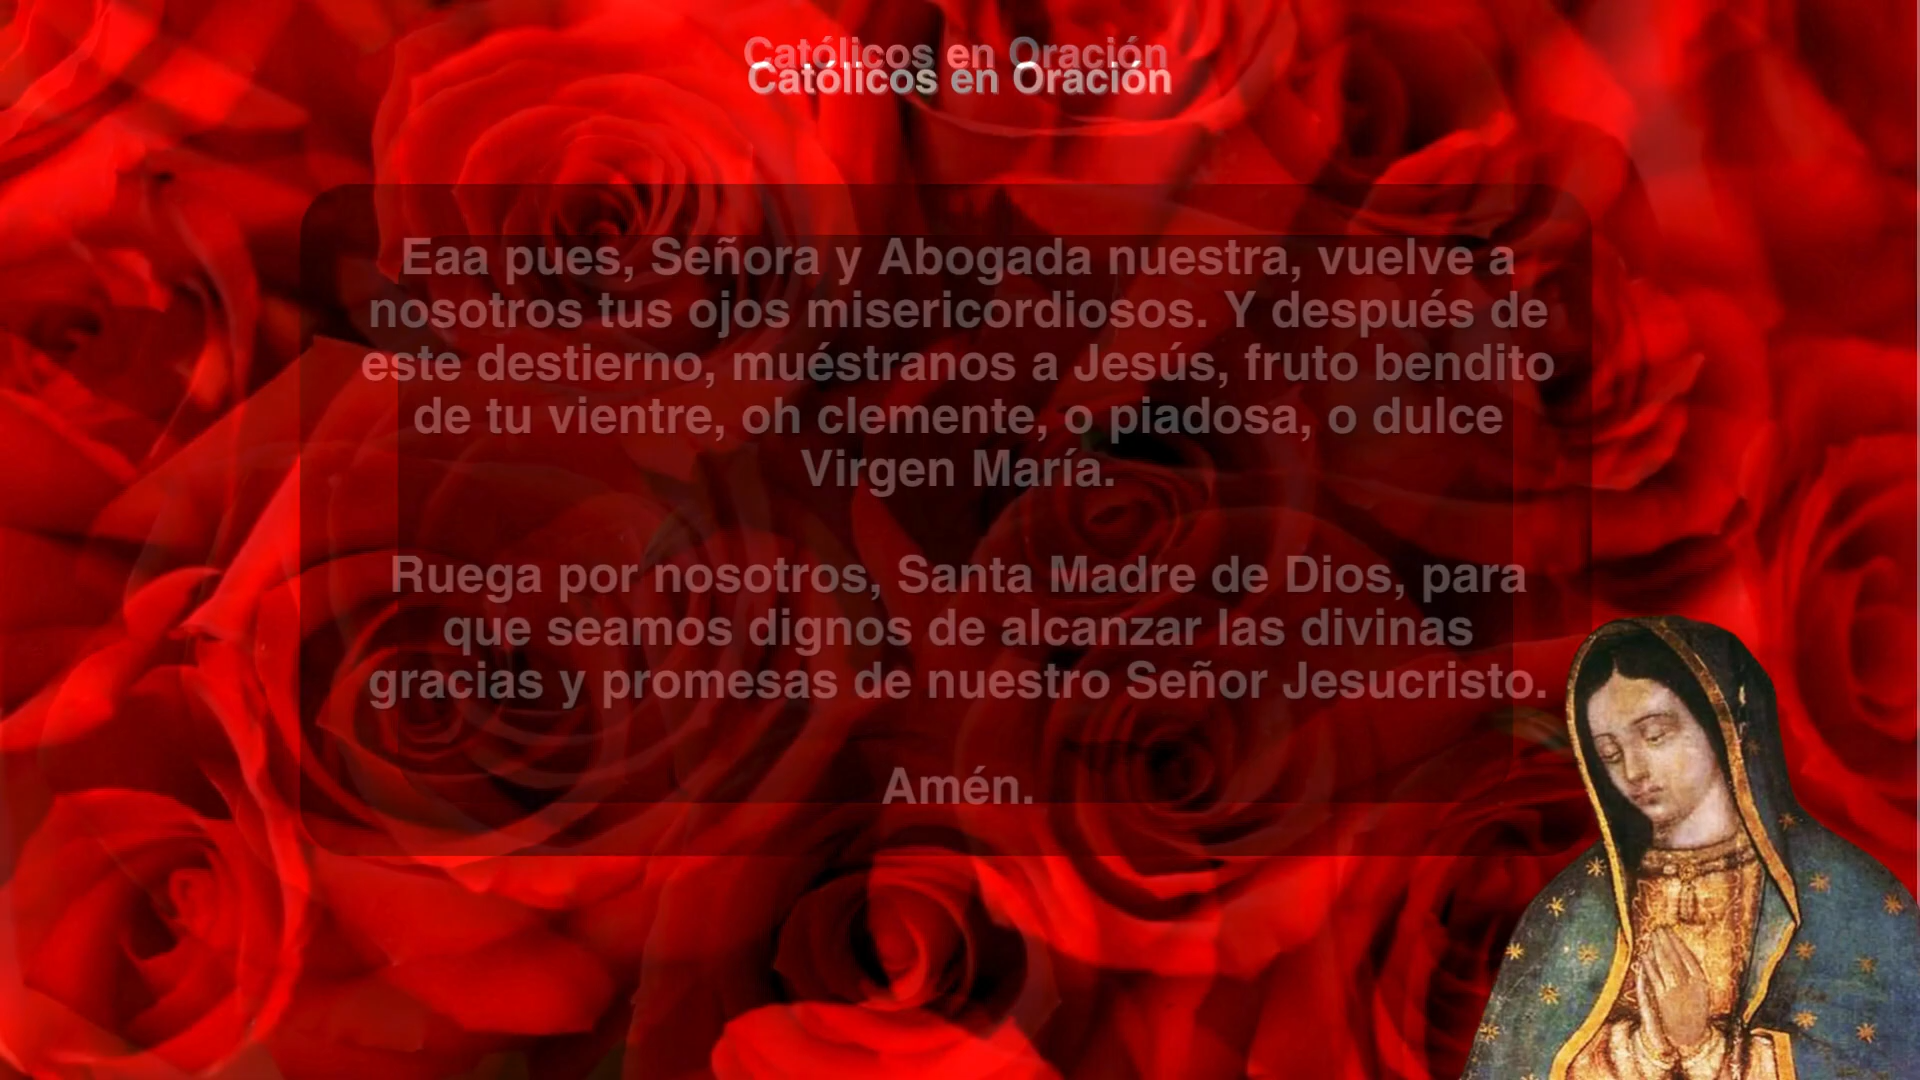 Católicos en Oración
Católicos en Oración
Eaa pues, Señora y Abogada nuestra, vuelve a
nosotros tus ojos misericordiosos. Y después de
este destierno, muéstranos a Jesús, fruto bendito
de tu vientre, oh clemente, o piadosa, o dulce
Virgen María.
Ruega por nosotros, Santa Madre de Dios, para
que seamos dignos de alcanzar las divinas
gracias y promesas de nuestro Señor Jesucristo.
Amén.